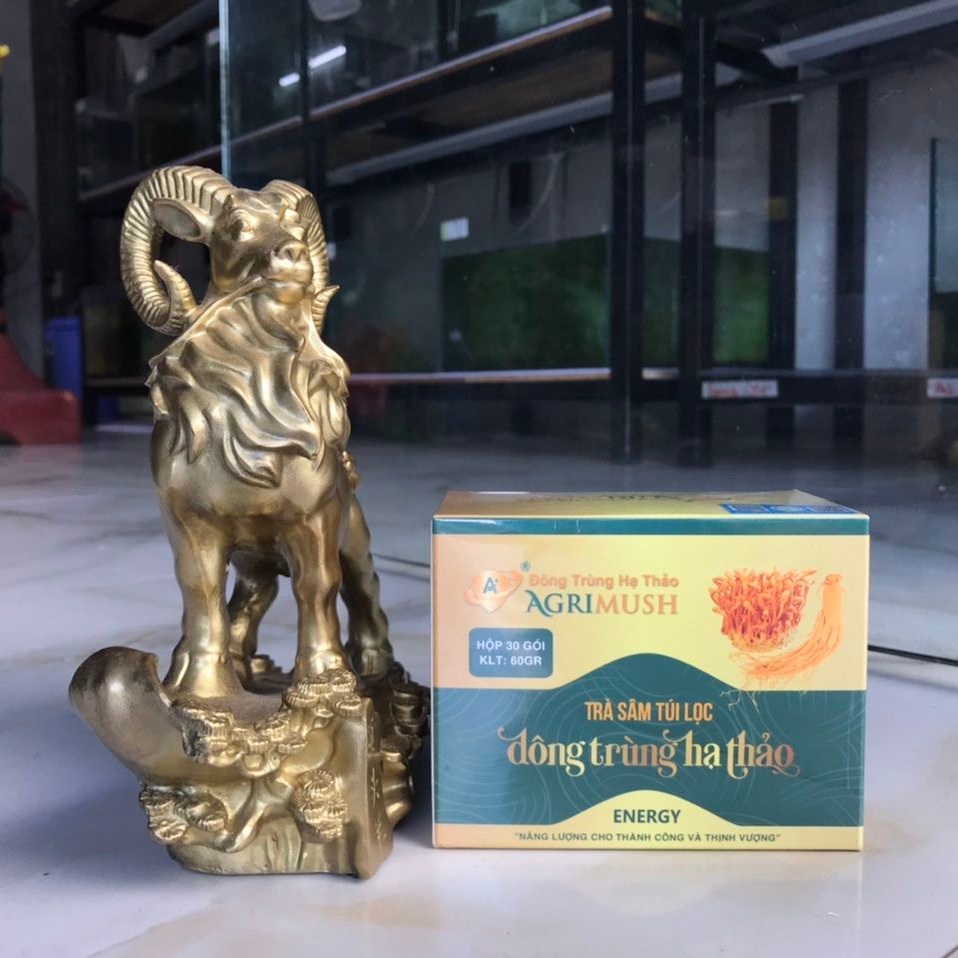 ®
Đông Trùng Hạ Thảo
AGRIMUSH
HỘP 30 GÓI
KLT: 60GR
TRÀ SÂM TÚI LỌC
đông trùng hạ thảo
ENERGY
"NĂNG LƯỢNG CHO THÀNH CÔNG VÀ THỊNH VƯỢNG"